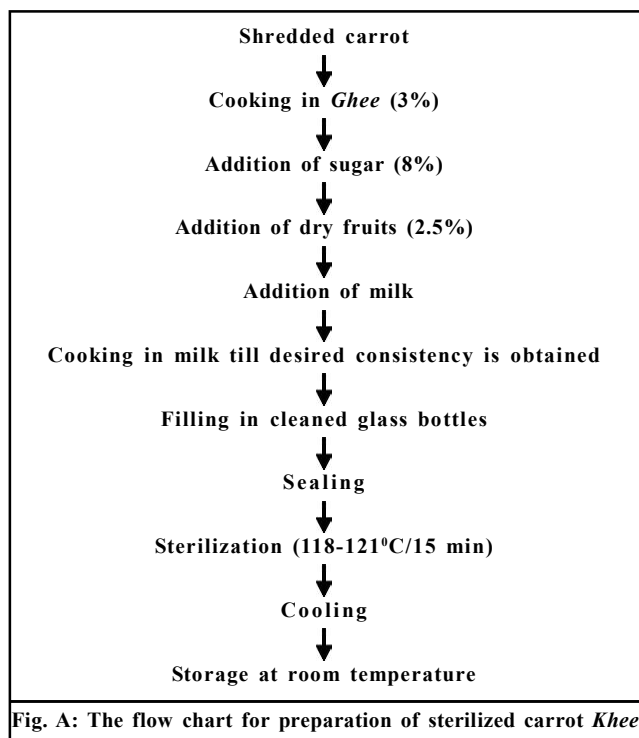 Shredded carrot
Cooking in Ghee (3%)
Addition of sugar (8%)
Addition of dry fruits (2.5%)
Addition of milk
Cooking in milk till desired consistency is obtained
Filling in cleaned glass bottles
Sealing
Sterilization (118-121⁰C/15 min)
Cooling
Storage at room temperature
Fig. A: The flow chart for preparation of sterilized carrot Khee